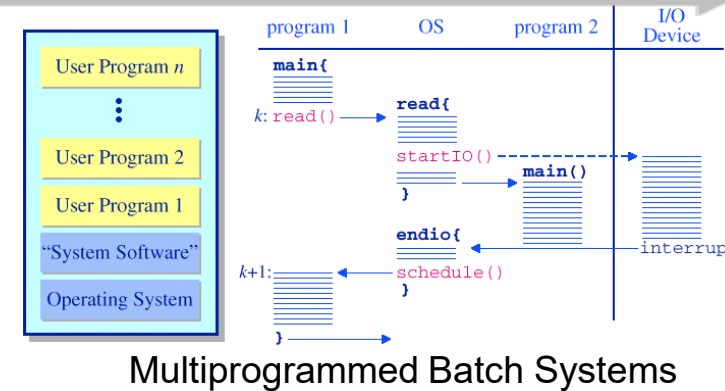 program 1
OS
program 2
I/O
Device
User Program n
User Program 2
User Program 1
“System Software”
Operating System
main{
k: read()
read{
startIO()
}
main()
endio{
interrup
k+1:
schedule()
}
}
Multiprogrammed Batch Systems